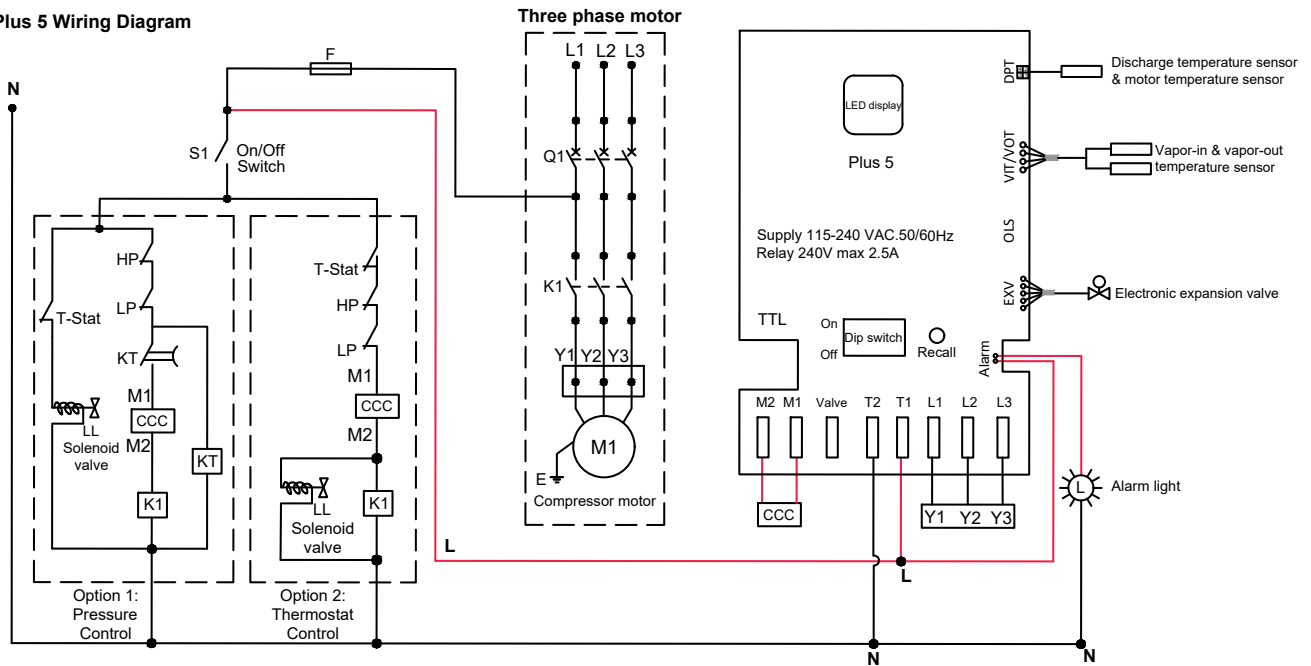 Plus 5 Wiring Diagram
Three phase motor
N
F
L1 L2 L3
S1
On/Off
Switch
Q1
HP
LP
T-Stat
KT
M1
CCC
M2
LL
Solenoid
valve
KT
K1
T-Stat
HP
LP
M1
CCC
M2
K1
LL
Solenoid
valve
Option 1:
Pressure
Control
Option 2:
Thermostat
Control
K1
Y1 Y2 Y3
M1
E
Compressor motor
L
LED display
Plus 5
Supply 115-240 VAC.50/60Hz
Relay 240V max 2.5A
TTL
On
Off
Dip switch
Recall
DPT
VIT/VOT
OLS
EXV
Alarm
M2 M1 Valve T2 T1 L1 L2 L3
CCC
Y1 Y2 Y3
Discharge temperature sensor
& motor temperature sensor
Vapor-in & vapor-out
temperature sensor
Electronic expansion valve
L
Alarm light
L
N
N